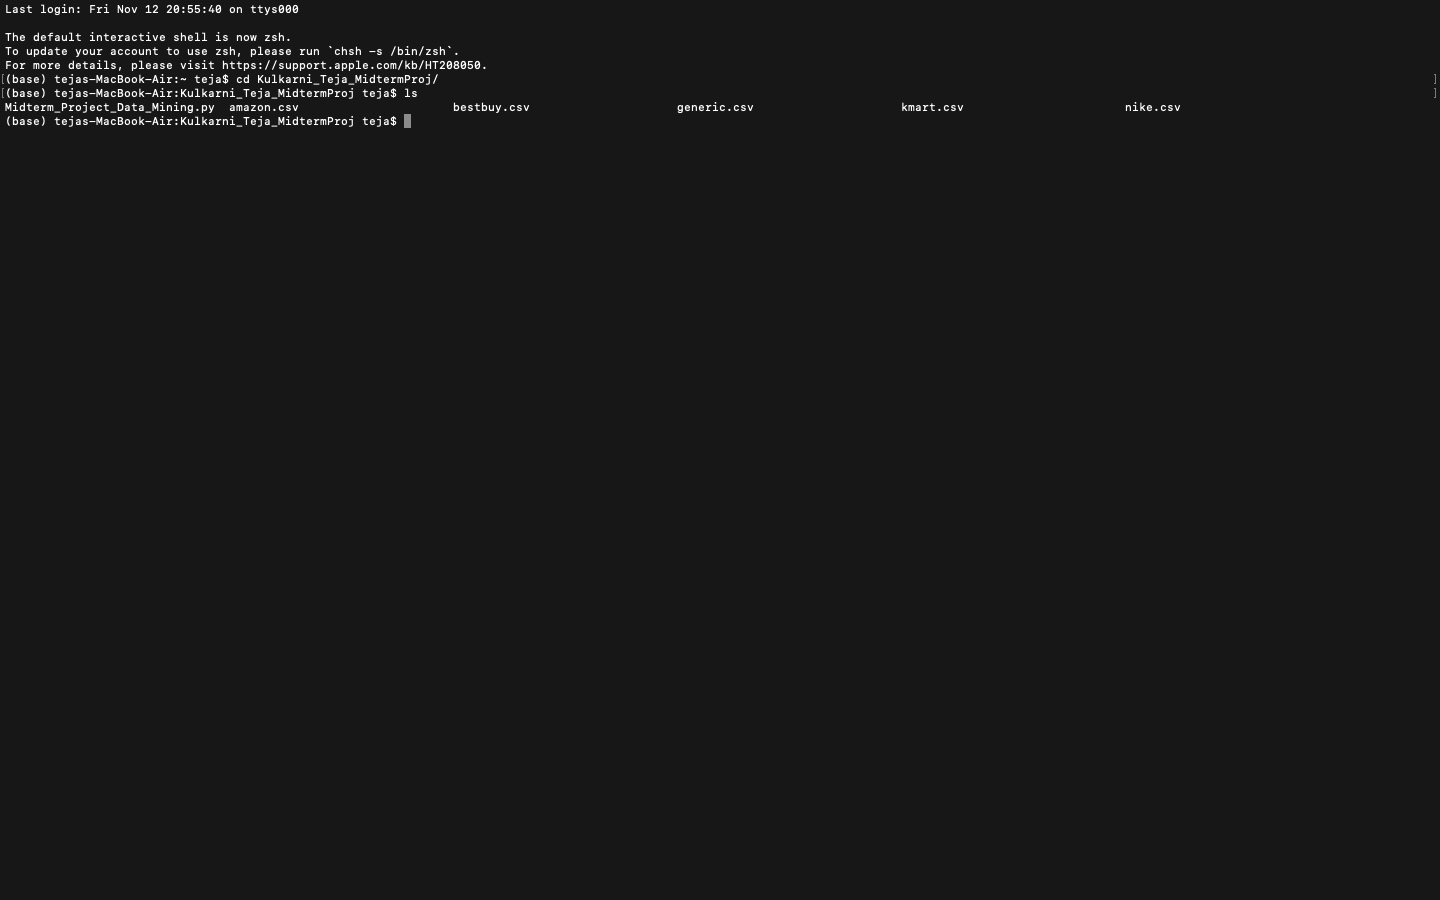 Last login: Fri Nov 12 20:55:40 on ttys000
The default interactive shell is now zsh.
To update your account to use zsh, please run `chsh -s /bin/zsh`.
For more details, please visit https://support.apple.com/kb/HT208050.
[(base) tejas-MacBook-Air:~ teja$ cd Kulkarni_Teja_MidtermProj/ ]
[(base) tejas-MacBook-Air:Kulkarni_Teja_MidtermProj teja$ ls ]
Midterm_Project_Data_Mining.py amazon.csv bestbuy.csv generic.csv kmart.csv nike.csv
(base) tejas-MacBook-Air:Kulkarni_Teja_MidtermProj teja$